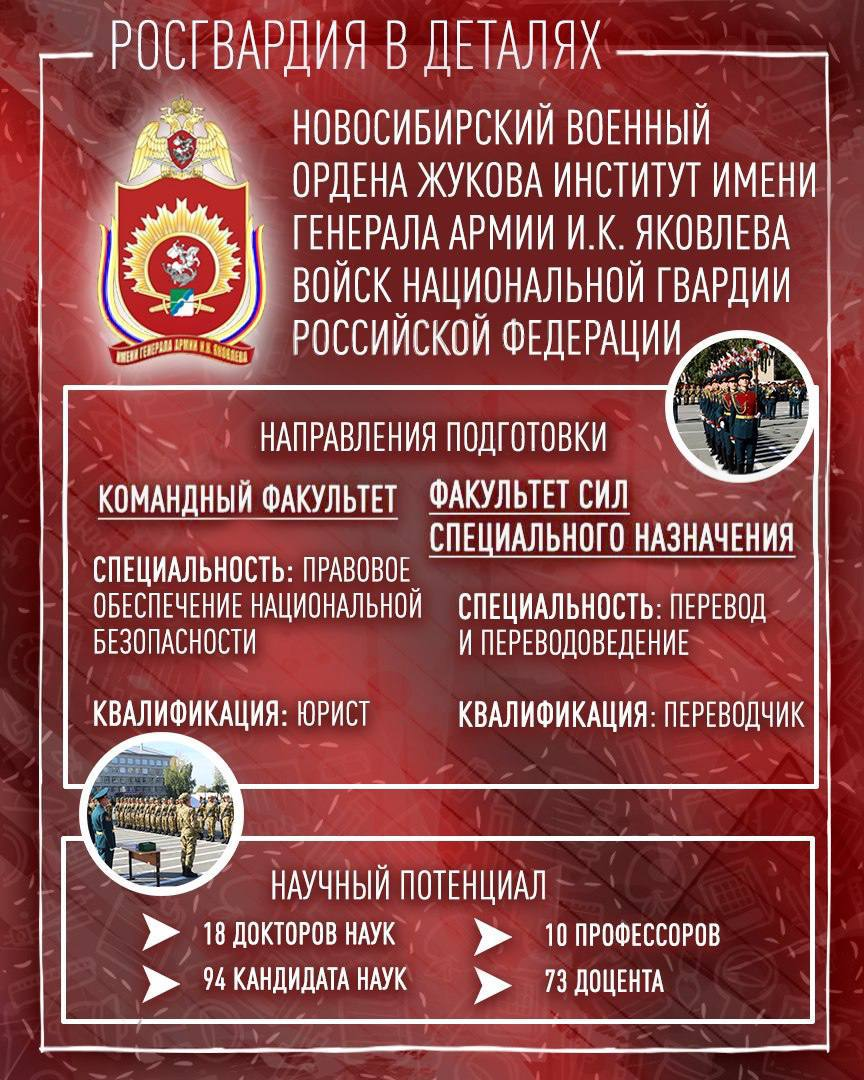 РОСГВАРДИЯ В ДЕТАЛЯХ
НОВОСИБИРСКИЙ ВОЕННЫЙ
ОРДЕНА ЖУКОВА ИНСТИТУТ ИМЕНИ
ГЕНЕРАЛА АРМИИ И.К. ЯКОВЛЕВА
ВОЙСК НАЦИОНАЛЬНОЙ ГВАРДИИ
РОССИЙСКОЙ ФЕДЕРАЦИИ
ИМЕНИ ГЕНЕРАЛА АРМИИ И.К. ЯКОВЛЕВА
НАПРАВЛЕНИЯ ПОДГОТОВКИ
КОМАНДНЫЙ ФАКУЛЬТЕТ
СПЕЦИАЛЬНОСТЬ: ПРАВОВОЕ
ОБЕСПЕЧЕНИЕ НАЦИОНАЛЬНОЙ
БЕЗОПАСНОСТИ
КВАЛИФИКАЦИЯ: ЮРИСТ
ФАКУЛЬТЕТ СИЛ
СПЕЦИАЛЬНОГО НАЗНАЧЕНИЯ
СПЕЦИАЛЬНОСТЬ: ПЕРЕВОД
И ПЕРЕВОДОВЕДЕНИЕ
КВАЛИФИКАЦИЯ: ПЕРЕВОДЧИК
НАУЧНЫЙ ПОТЕНЦИАЛ
18 ДОКТОРОВ НАУК
94 КАНДИДАТА НАУК
10 ПРОФЕССОРОВ
73 ДОЦЕНТА